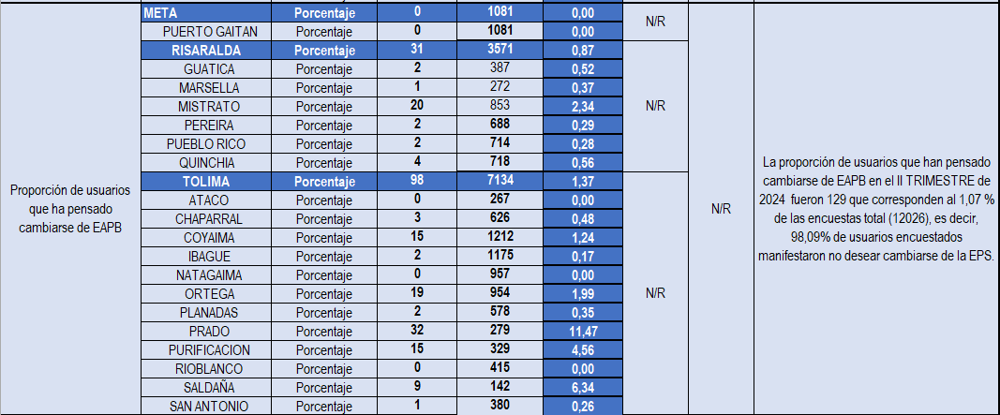 META Porcentaje 0 1081 0,00 N/R
PUERTO GAITAN Porcentaje 0 1081 0,00
RISARALDA Porcentaje 31 3571 0,87 N/R
GUATICA Porcentaje 2 387 0,52
MARSELLA Porcentaje 1 272 0,37
MISTRATO Porcentaje 20 853 2,34
PEREIRA Porcentaje 2 688 0,29
PUEBLO RICO Porcentaje 2 714 0,28
QUINCHIA Porcentaje 4 718 0,56
TOLIMA Porcentaje 98 7134 1,37 N/R
ATACO Porcentaje 0 267 0,00
CHAPARRAL Porcentaje 3 626 0,48
COYAIMA Porcentaje 15 1212 1,24
IBAGUE Porcentaje 2 1175 0,17
NATAGAIMA Porcentaje 0 957 0,00
ORTEGA Porcentaje 19 954 1,99
PLANADAS Porcentaje 2 578 0,35
PRADO Porcentaje 32 279 11,47
PURIFICACION Porcentaje 15 329 4,56
RIOBLANCO Porcentaje 0 415 0,00
SALDAÑA Porcentaje 9 142 6,34
SAN ANTONIO Porcentaje 1 380 0,26
Proporción de usuarios
que ha pensado
cambiarse de EAPB
N/R
La proporción de usuarios que han pensado
cambiarse de EAPB en el II TRIMESTRE de
2024 fueron 129 que corresponden al 1,07 %
de las encuestas total (12026), es decir,
98,09% de usuarios encuestados
manifestaron no desear cambiarse de la EPS.